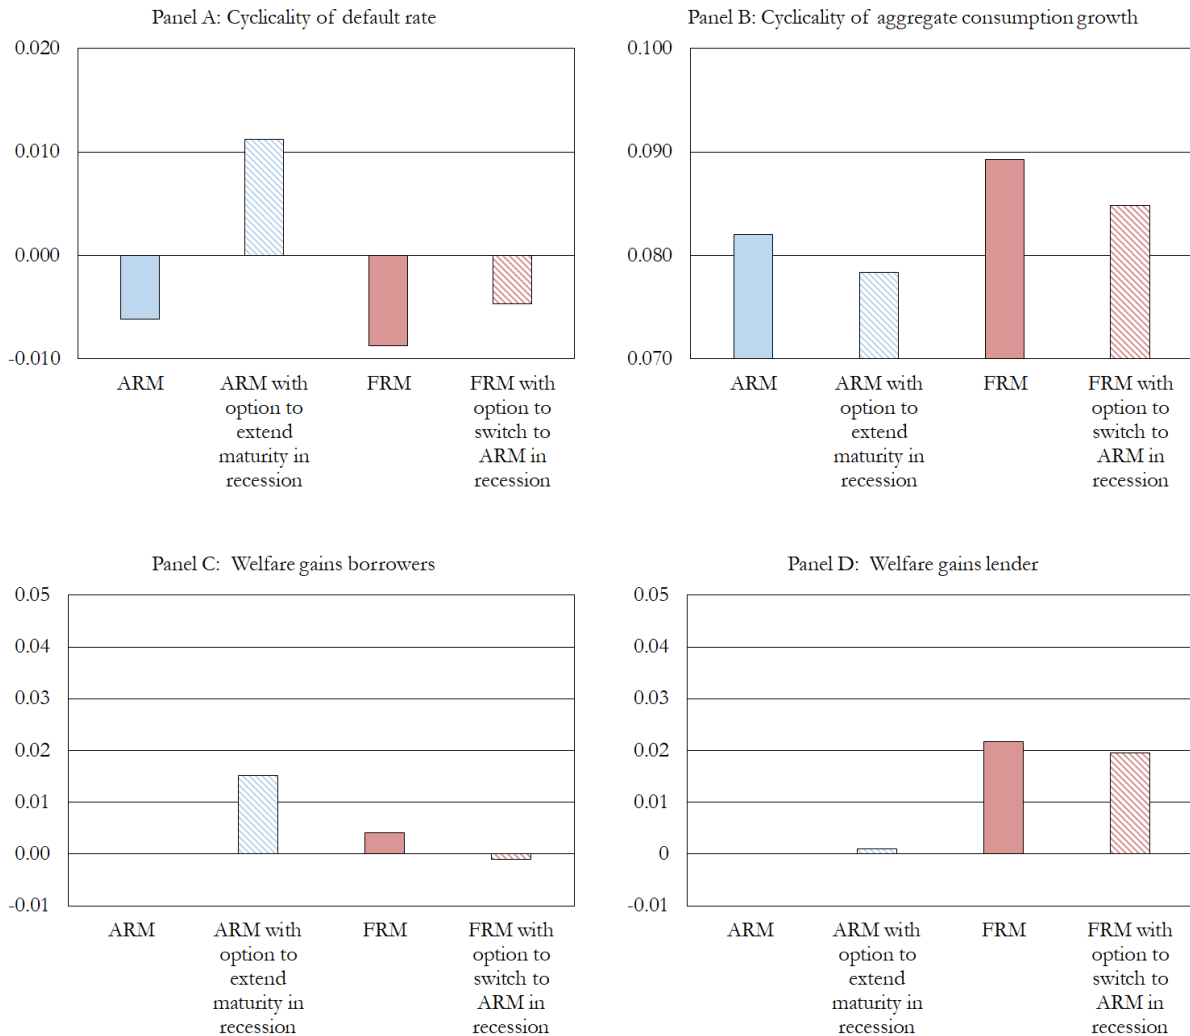 Panel A: Cyclicality of default rate
0.020
0.010
0.000
-0.010
ARM
ARM with
option to
extend
maturity in
recession
FRM
FRM with
option to
switch to
ARM in
recession
Panel B: Cyclicality of aggregate consumption growth
0.100
0.090
0.080
0.070
ARM
ARM with
option to
extend
maturity in
recession
FRM
FRM with
option to
switch to
ARM in
recession
Panel C: Welfare gains borrowers
0.05
0.04
0.03
0.02
0.01
0.00
-0.01
ARM
ARM with
option to
extend
maturity in
recession
FRM
FRM with
option to
switch to
ARM in
recession
Panel D: Welfare gains lender
0.05
0.04
0.03
0.02
0.01
0
-0.01
ARM
ARM with
option to
extend
maturity in
recession
FRM
FRM with
option to
switch to
ARM in
recession